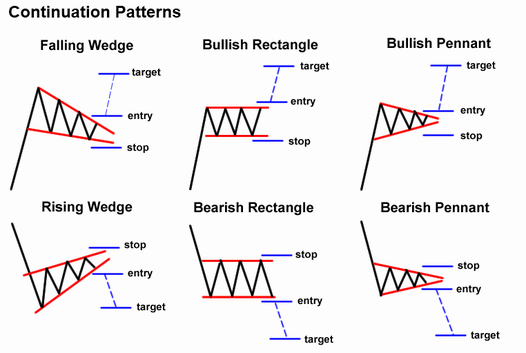 Continuation Patterns
Falling Wedge
target
entry
stop
Bullish Rectangle
target
entry
stop
Bullish Pennant
target
entry
stop
Rising Wedge
stop
entry
target
Bearish Rectangle
stop
entry
target
Bearish Pennant
stop
entry
target